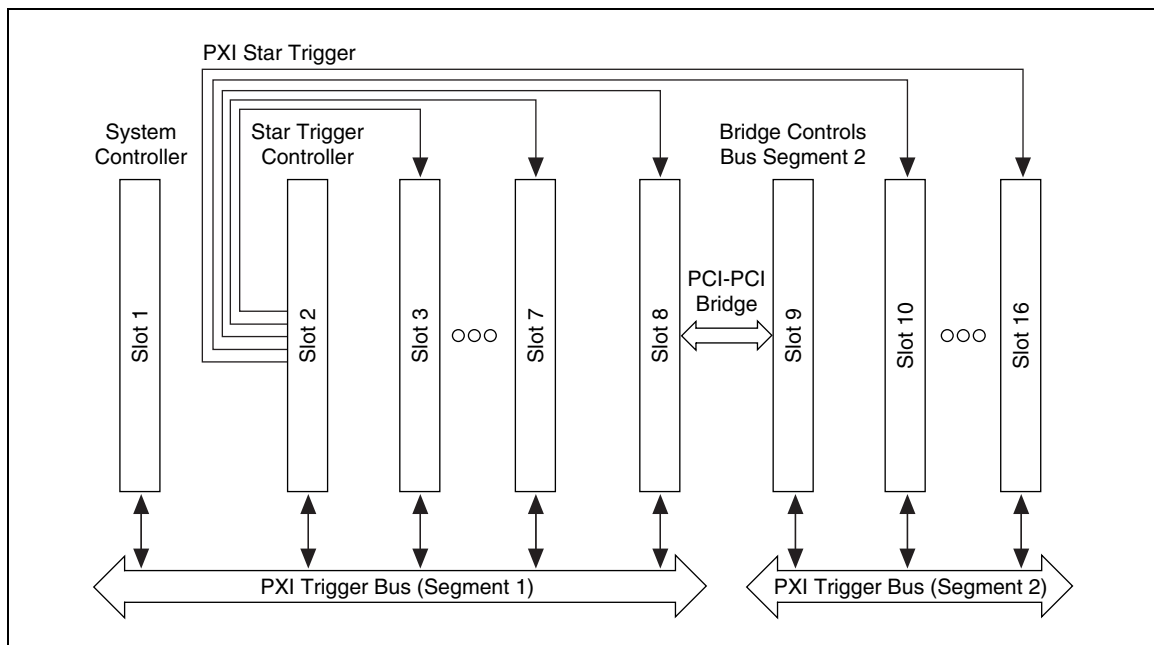 PXI Star Trigger
System
Controller
Star Trigger
Controller
Bridge Controls
Bus Segment 2
Slot 1
Slot 2
Slot 3
Slot 7
Slot 8
PCI-PCI
Bridge
Slot 9
Slot 10
Slot 16
PXI Trigger Bus (Segment 1)
PXI Trigger Bus (Segment 2)